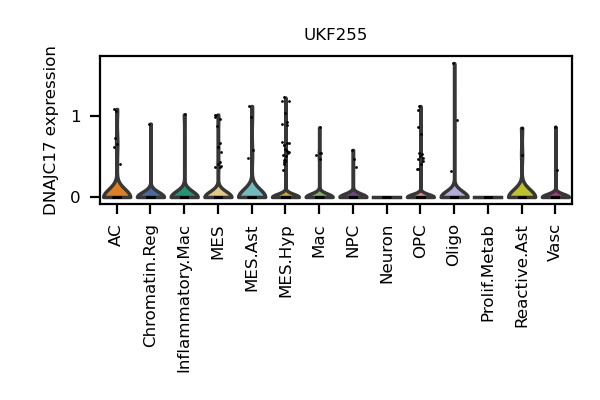 UKF255
DNAJC17 expression
1
0
AC
Chromatin.Reg
Inflammatory.Mac
MES
MES.Ast
MES.Hyp
Mac
NPC
Neuron
OPC
Oligo
Prolif.Metab
Reactive.Ast
Vasc